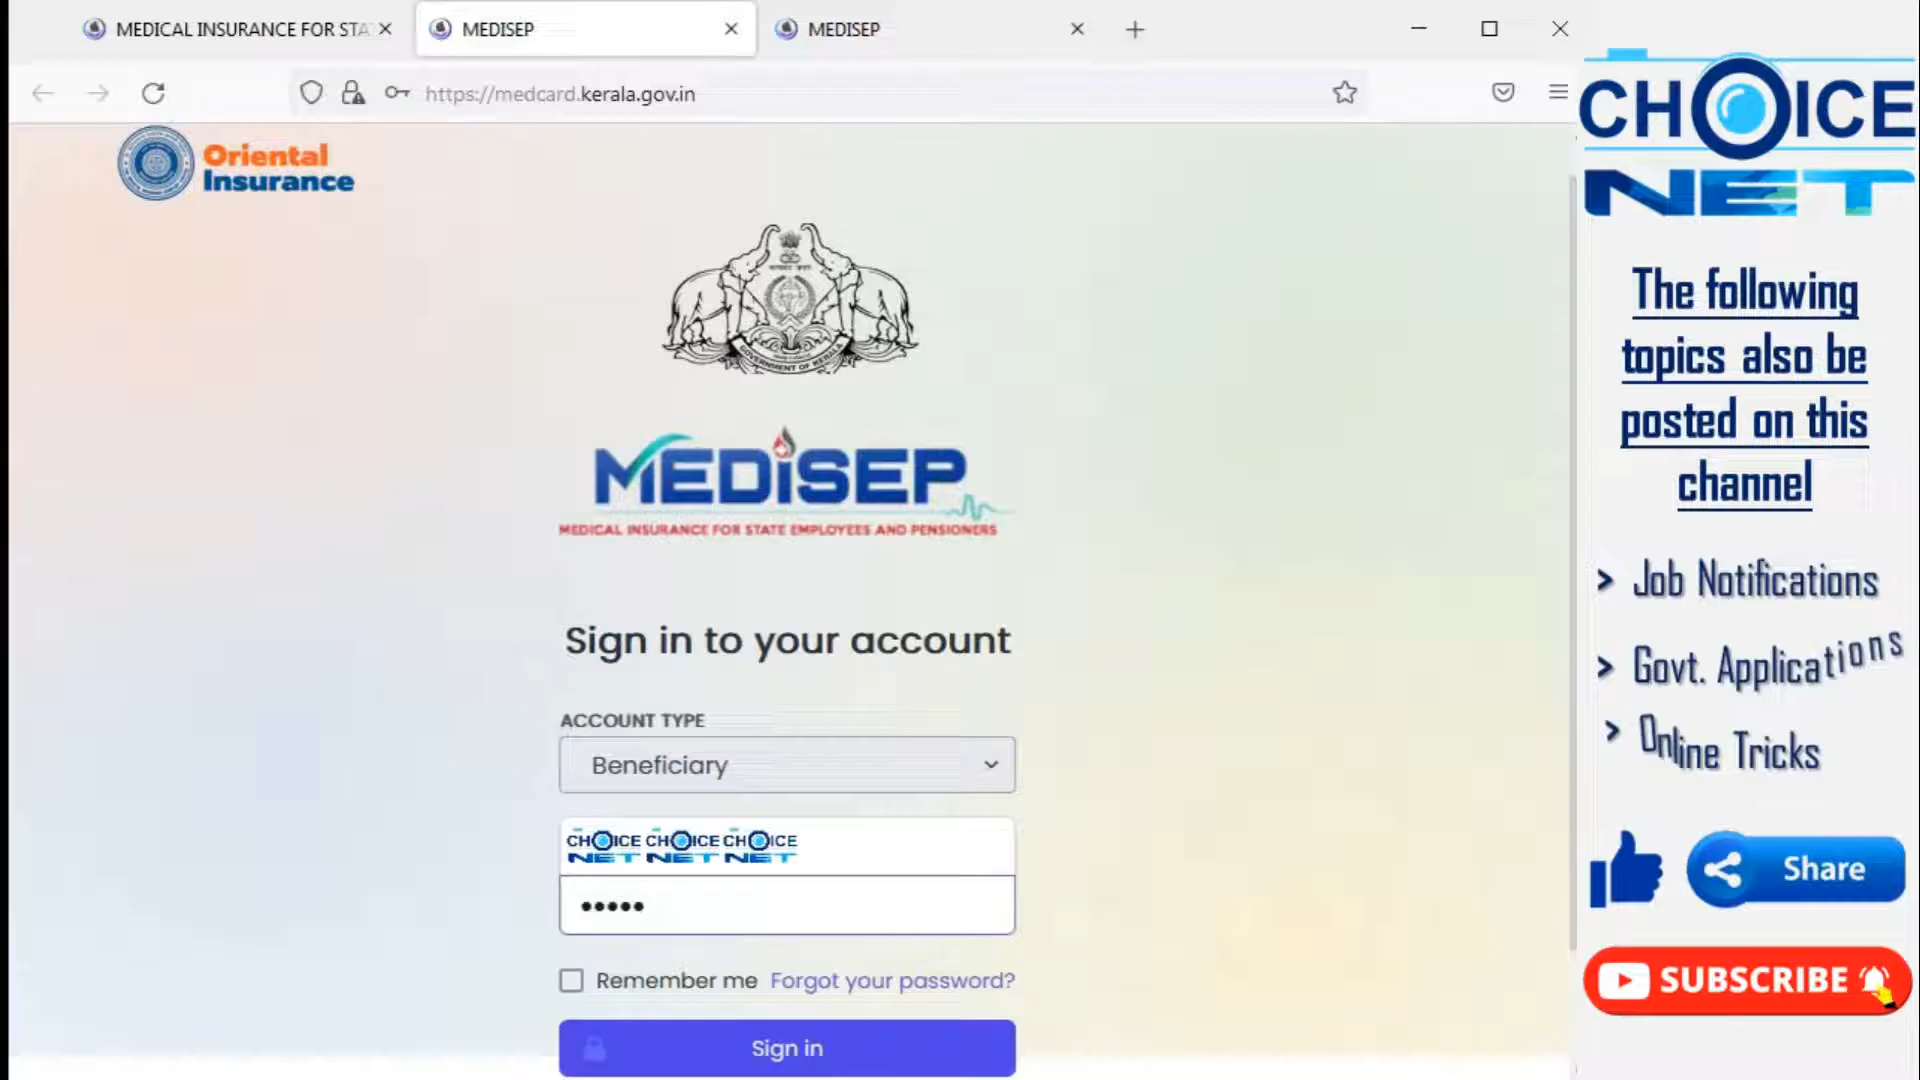 MEDICAL INSURANCE FOR STA
MEDISEP
MEDISEP
https://medcard.kerala.gov.in
Oriental
Insurance
GOVERNMENT OF KERALA
MEDiSEP
MEDICAL INSURANCE FOR STATE EMPLOYEES AND PENSIONERS
Sign in to your account
ACCOUNT TYPE
Beneficiary
CHOICE CHOICE CHOICE
NET NET NET
•••••
Remember me Forgot your password?
Sign in
CHOICE
NET
The following
topics also be
posted on this
channel
> Job Notifications
> Govt. Applications
> Online Tricks
Share
SUBSCRIBE